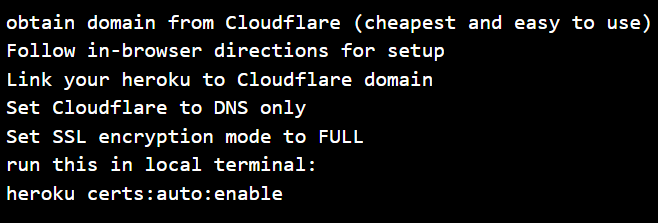 obtain domain from Cloudflare (cheapest and easy to use)
Follow in-browser directions for setup
Link your heroku to Cloudflare domain
Set Cloudflare to DNS only
Set SSL encryption mode to FULL
run this in local terminal:
heroku certs:auto:enable